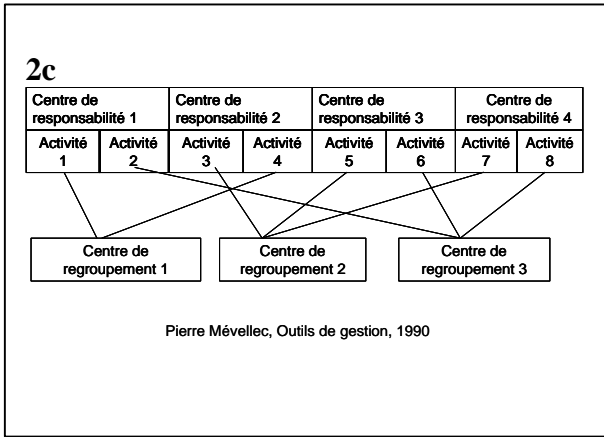 2c
Centre de responsabilité 1
Centre de responsabilité 2
Centre de responsabilité 3
Centre de responsabilité 4
Activité 1
Activité 2
Activité 3
Activité 4
Activité 5
Activité 6
Activité 7
Activité 8
Centre de regroupement 1
Centre de regroupement 2
Centre de regroupement 3
Pierre Mévellec, Outils de gestion, 1990